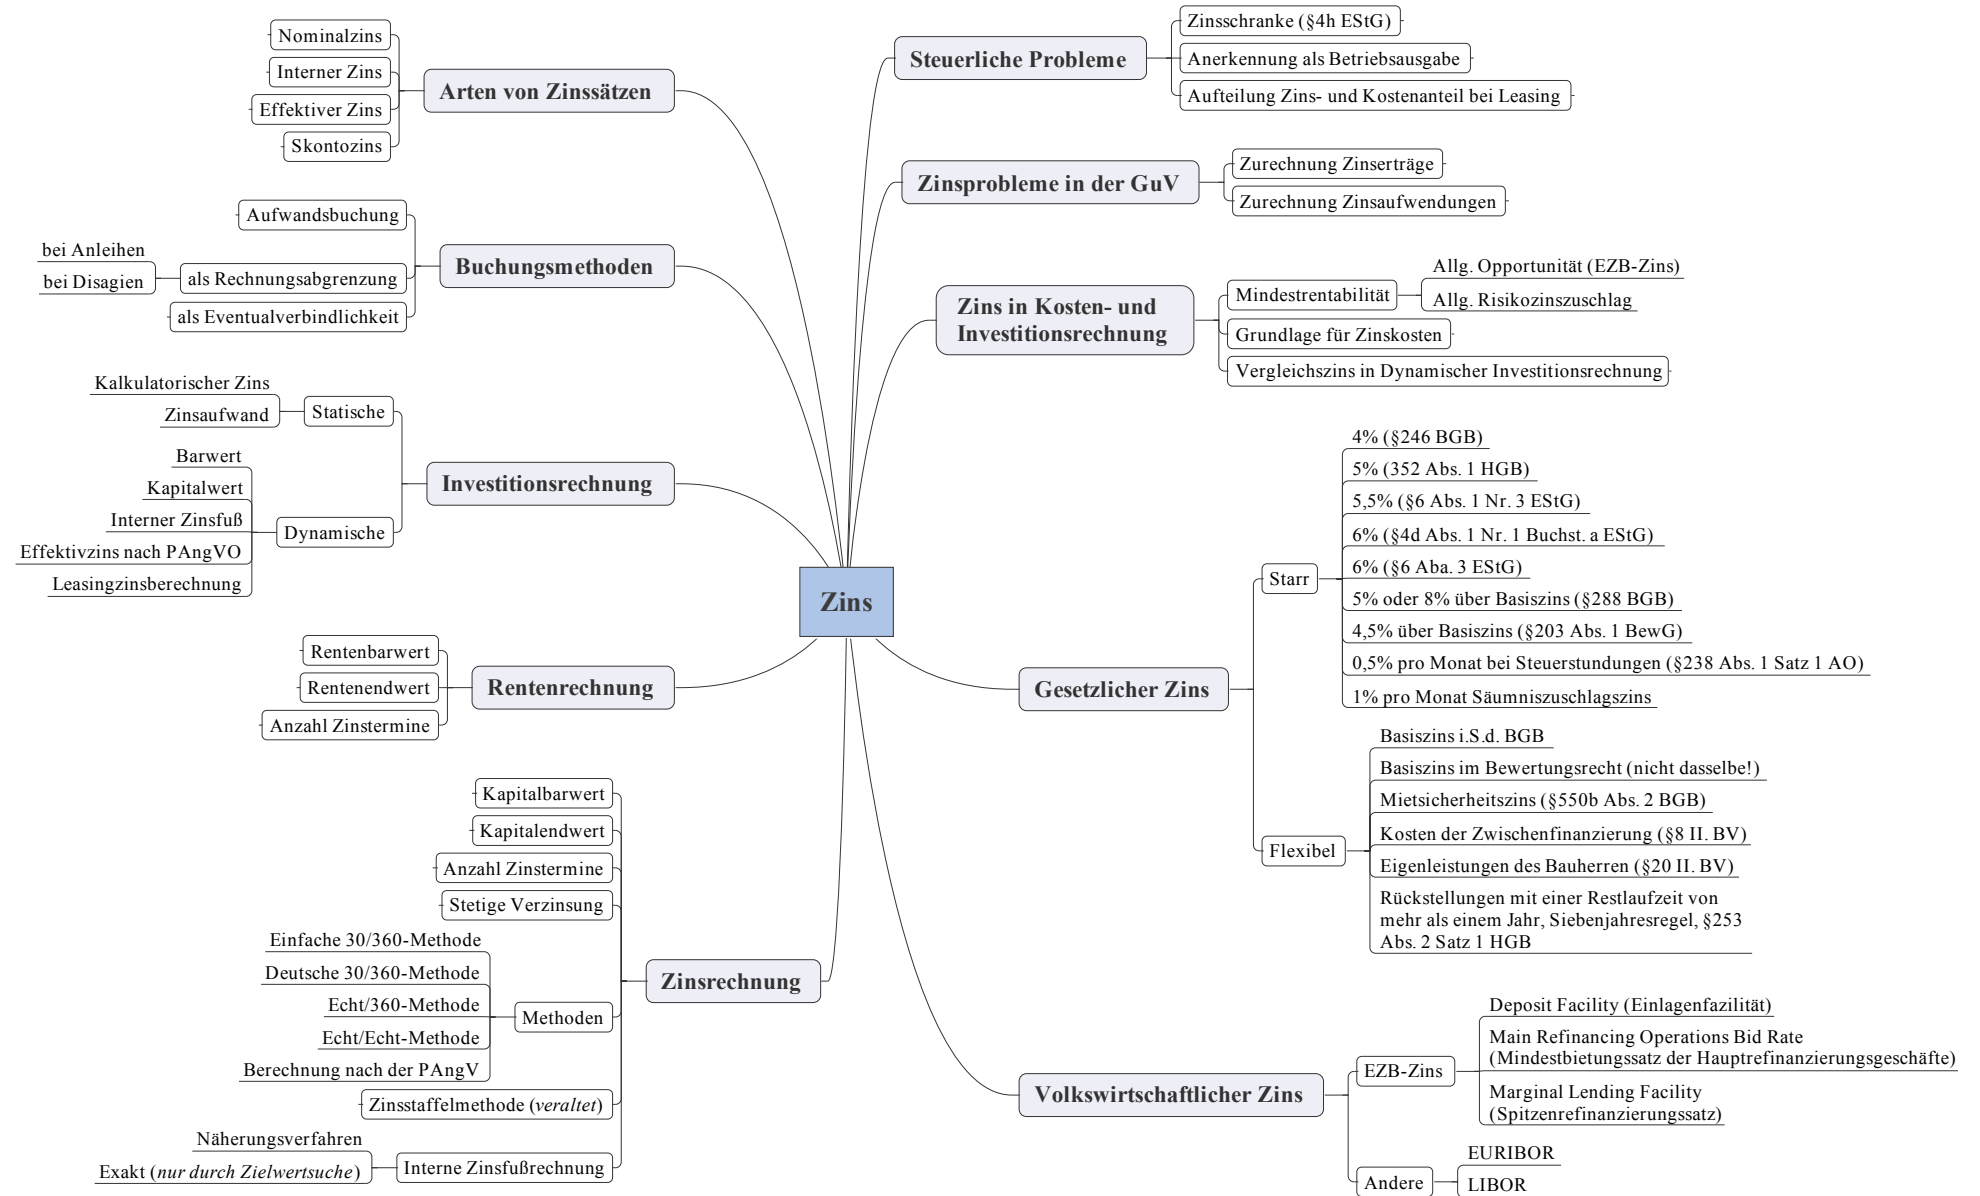 Zins
Arten von Zinssätzen
Nominalzins
Interner Zins
Effektiver Zins
Skontozins
Buchungsmethoden
Aufwandsbuchung
als Rechnungsabgrenzung
bei Anleihen
bei Disagien
als Eventualverbindlichkeit
Investitionsrechnung
Statische
Kalkulatorischer Zins
Zinsaufwand
Dynamische
Barwert
Kapitalwert
Interner Zinsfuß
Effektivzins nach PAngVO
Leasingzinsberechnung
Rentenrechnung
Rentenbarwert
Rentenendwert
Anzahl Zinstermine
Zinsrechnung
Kapitalbarwert
Kapitalendwert
Anzahl Zinstermine
Stetige Verzinsung
Methoden
Einfache 30/360-Methode
Deutsche 30/360-Methode
Echt/360-Methode
Echt/Echt-Methode
Berechnung nach der PAngV
Zinsstaffelmethode (veraltet)
Interne Zinsfußrechnung
Näherungsverfahren
Exakt (nur durch Zielwertsuche)
Steuerliche Probleme
Zinsschranke (§4h EStG)
Anerkennung als Betriebsausgabe
Aufteilung Zins- und Kostenanteil bei Leasing
Zinsprobleme in der GuV
Zurechnung Zinserträge
Zurechnung Zinsaufwendungen
Zins in Kosten- und
Investitionsrechnung
Mindestrentabilität
Allg. Opportunität (EZB-Zins)
Allg. Risikozinszuschlag
Grundlage für Zinskosten
Vergleichszins in Dynamischer Investitionsrechnung
Gesetzlicher Zins
Starr
4% (§246 BGB)
5% (352 Abs. 1 HGB)
5,5% (§6 Abs. 1 Nr. 3 EStG)
6% (§4d Abs. 1 Nr. 1 Buchst. a EStG)
6% (§6 Aba. 3 EStG)
5% oder 8% über Basiszins (§288 BGB)
4,5% über Basiszins (§203 Abs. 1 BewG)
0,5% pro Monat bei Steuerstundungen (§238 Abs. 1 Satz 1 AO)
1% pro Monat Säumniszuschlagszins
Flexibel
Basiszins i.S.d. BGB
Basiszins im Bewertungsrecht (nicht dasselbe!)
Mietsicherheitszins (§550b Abs. 2 BGB)
Kosten der Zwischenfinanzierung (§8 II. BV)
Eigenleistungen des Bauherren (§20 II. BV)
Rückstellungen mit einer Restlaufzeit von
mehr als einem Jahr, Siebenjahresregel, §253
Abs. 2 Satz 1 HGB
Volkswirtschaftlicher Zins
EZB-Zins
Deposit Facility (Einlagenfazilität)
Main Refinancing Operations Bid Rate
(Mindestbietungssatz der Hauptrefinanzierungsgeschäfte)
Marginal Lending Facility
(Spitzenrefinanzierungssatz)
Andere
EURIBOR
LIBOR